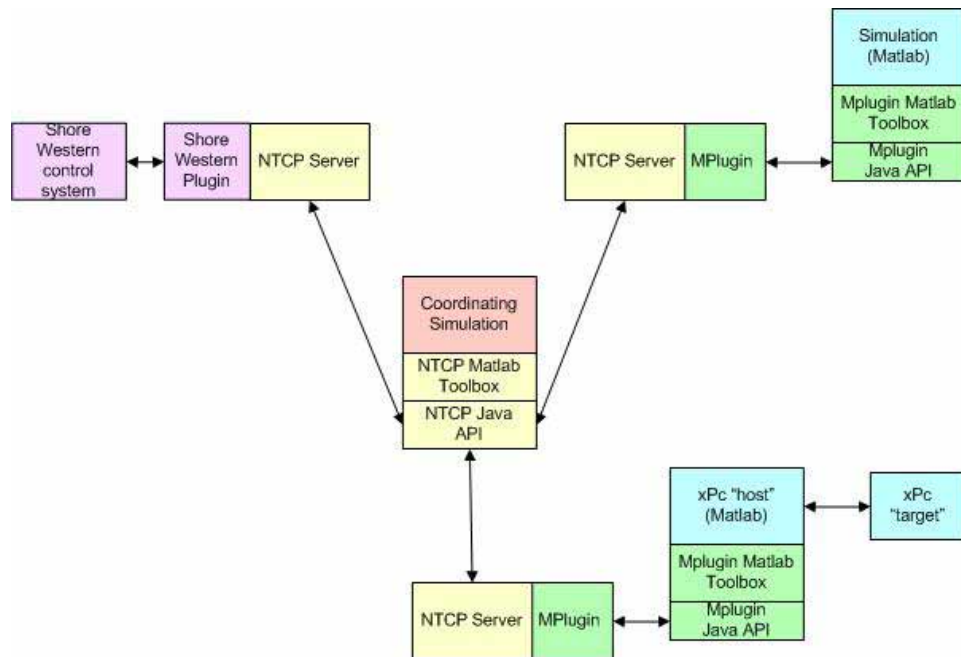 Simulation
(Matlab)
Mplugin Matlab
Toolbox
Mplugin
Java API
Shore
Western
control
system
Shore
Western
Plugin
NTCP Server
NTCP Server
MPlugin
Coordinating
Simulation
NTCP Matlab
Toolbox
NTCP Java
API
xPc “host”
(Matlab)
xPc
“target”
Mplugin Matlab
Toolbox
Mplugin
Java API
NTCP Server
MPlugin